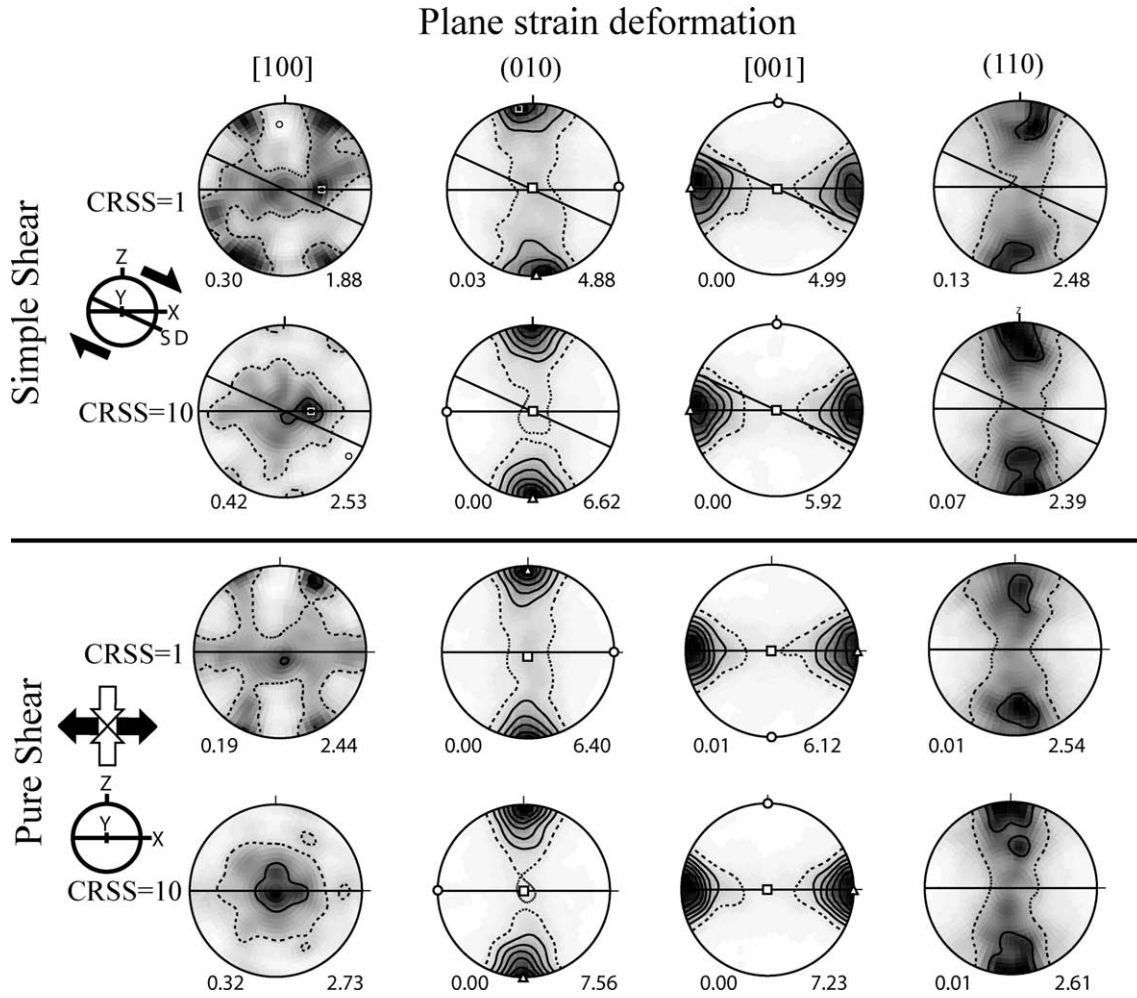 Plane strain deformation
[100] (010) [001] (110)
Simple Shear
CRSS=1
0.30 1.88 0.03 4.88 0.00 4.99 0.13 2.48
Z
Y
X
SD
z
CRSS=10
0.42 2.53 0.00 6.62 0.00 5.92 0.07 2.39
Pure Shear
CRSS=1
0.19 2.44 0.00 6.40 0.01 6.12 0.01 2.54
Z
Y
X
CRSS=10
0.32 2.73 0.00 7.56 0.00 7.23 0.01 2.61